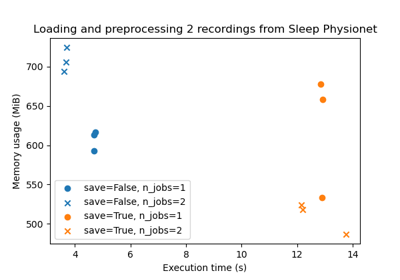 Loading and preprocessing 2 recordings from Sleep Physionet
700
650
600
550
500
Memory usage (MiB)
save=False, n_jobs=1
save=False, n_jobs=2
save=True, n_jobs=1
save=True, n_jobs=2
4 6 8 10 12 14
Execution time (s)